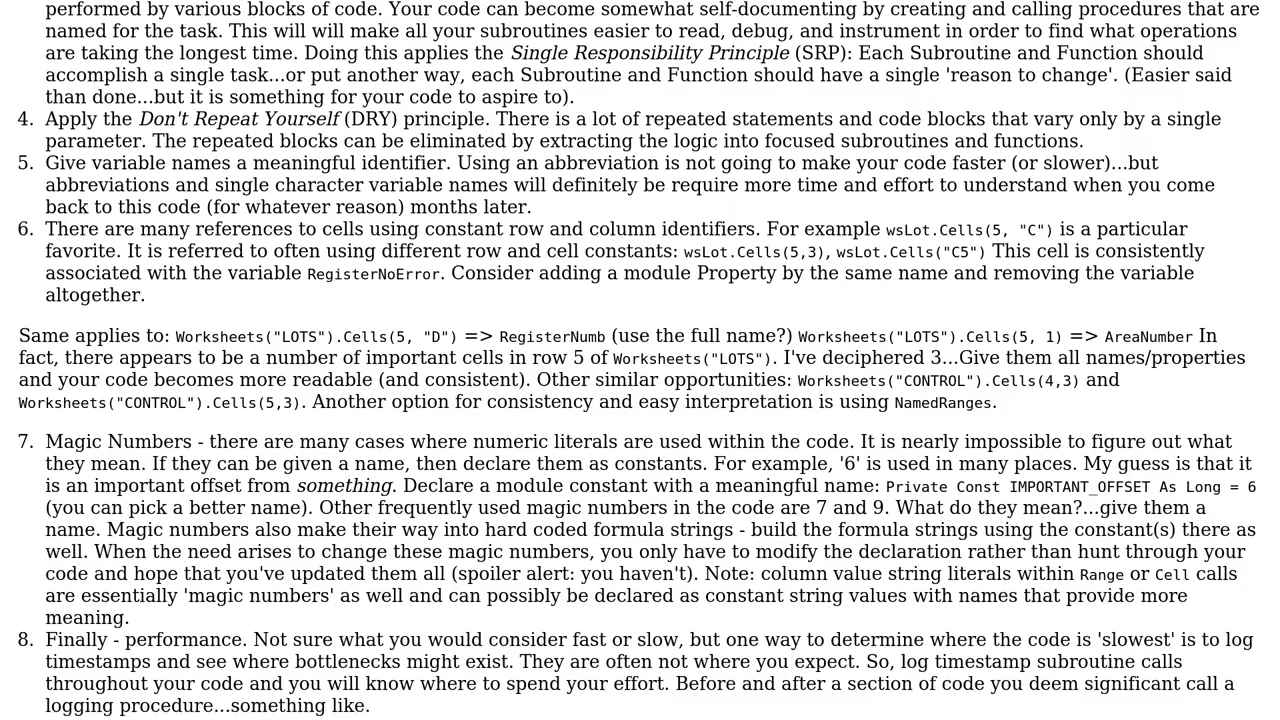 performed by various blocks of code. Your code can become somewhat self-documenting by creating and calling procedures that are
named for the task. This will will make all your subroutines easier to read, debug, and instrument in order to find what operations
are taking the longest time. Doing this applies the Single Responsibility Principle (SRP): Each Subroutine and Function should
accomplish a single task...or put another way, each Subroutine and Function should have a single 'reason to change'. (Easier said
than done...but it is something for your code to aspire to).
4. Apply the Don't Repeat Yourself (DRY) principle. There is a lot of repeated statements and code blocks that vary only by a single
parameter. The repeated blocks can be eliminated by extracting the logic into focused subroutines and functions.
5. Give variable names a meaningful identifier. Using an abbreviation is not going to make your code faster (or slower)...but
abbreviations and single character variable names will definitely be require more time and effort to understand when you come
back to this code (for whatever reason) months later.
6. There are many references to cells using constant row and column identifiers. For example wsLot.Cells(5, "C") is a particular
favorite. It is referred to often using different row and cell constants: wsLot.Cells(5,3), wsLot.Cells("C5") This cell is consistently
associated with the variable RegisterNoError. Consider adding a module Property by the same name and removing the variable
altogether.
Same applies to: Worksheets("LOTS").Cells(5, "D") => RegisterNumb (use the full name?) Worksheets("LOTS").Cells(5, 1) => AreaNumber In
fact, there appears to be a number of important cells in row 5 of Worksheets("LOTS"). I've deciphered 3...Give them all names/properties
and your code becomes more readable (and consistent). Other similar opportunities: Worksheets("CONTROL").Cells(4,3) and
Worksheets("CONTROL").Cells(5,3). Another option for consistency and easy interpretation is using NamedRanges.
7. Magic Numbers - there are many cases where numeric literals are used within the code. It is nearly impossible to figure out what
they mean. If they can be given a name, then declare them as constants. For example, '6' is used in many places. My guess is that it
is an important offset from something. Declare a module constant with a meaningful name: Private Const IMPORTANT_OFFSET As Long = 6
(you can pick a better name). Other frequently used magic numbers in the code are 7 and 9. What do they mean?...give them a
name. Magic numbers also make their way into hard coded formula strings - build the formula strings using the constant(s) there as
well. When the need arises to change these magic numbers, you only have to modify the declaration rather than hunt through your
code and hope that you've updated them all (spoiler alert: you haven't). Note: column value string literals within Range or Cell calls
are essentially 'magic numbers' as well and can possibly be declared as constant string values with names that provide more
meaning.
8. Finally - performance. Not sure what you would consider fast or slow, but one way to determine where the code is 'slowest' is to log
timestamps and see where bottlenecks might exist. They are often not where you expect. So, log timestamp subroutine calls
throughout your code and you will know where to spend your effort. Before and after a section of code you deem significant call a
logging procedure...something like.